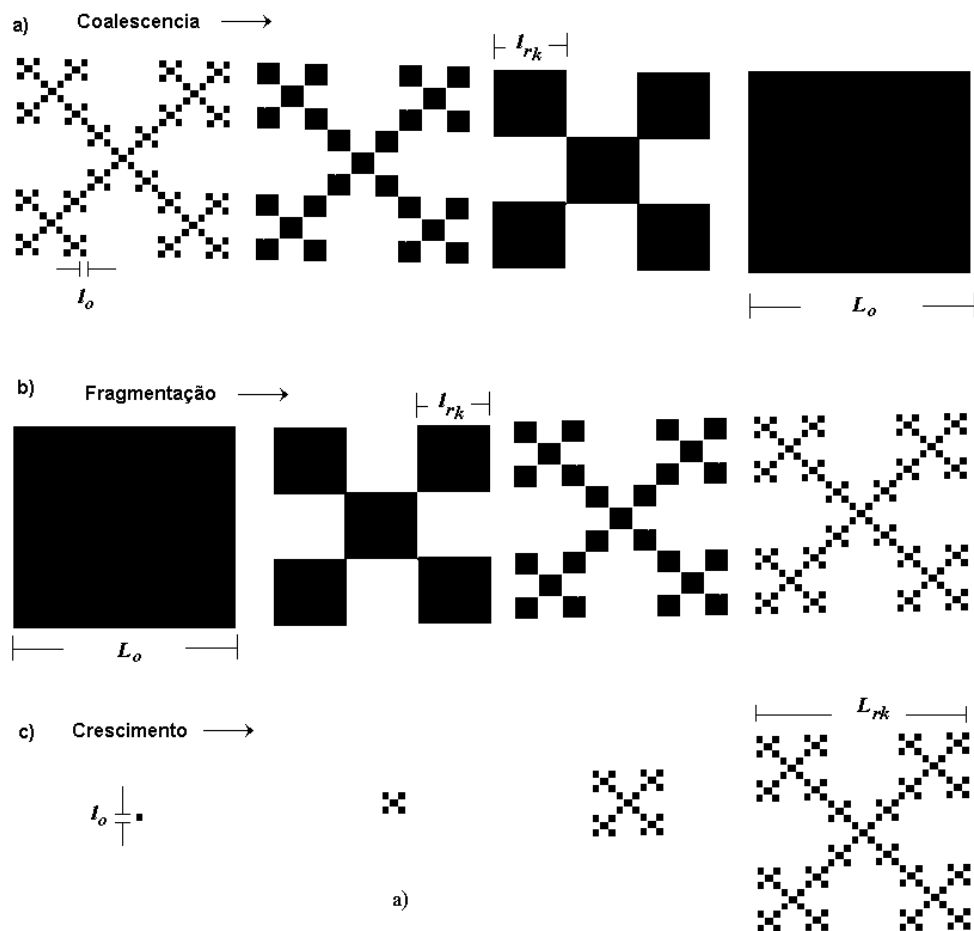 a) Coalescencia
l_rk
l_o
L_o
b) Fragmentação
l_rk
L_o
c) Crescimento
L_rk
l_o
a)